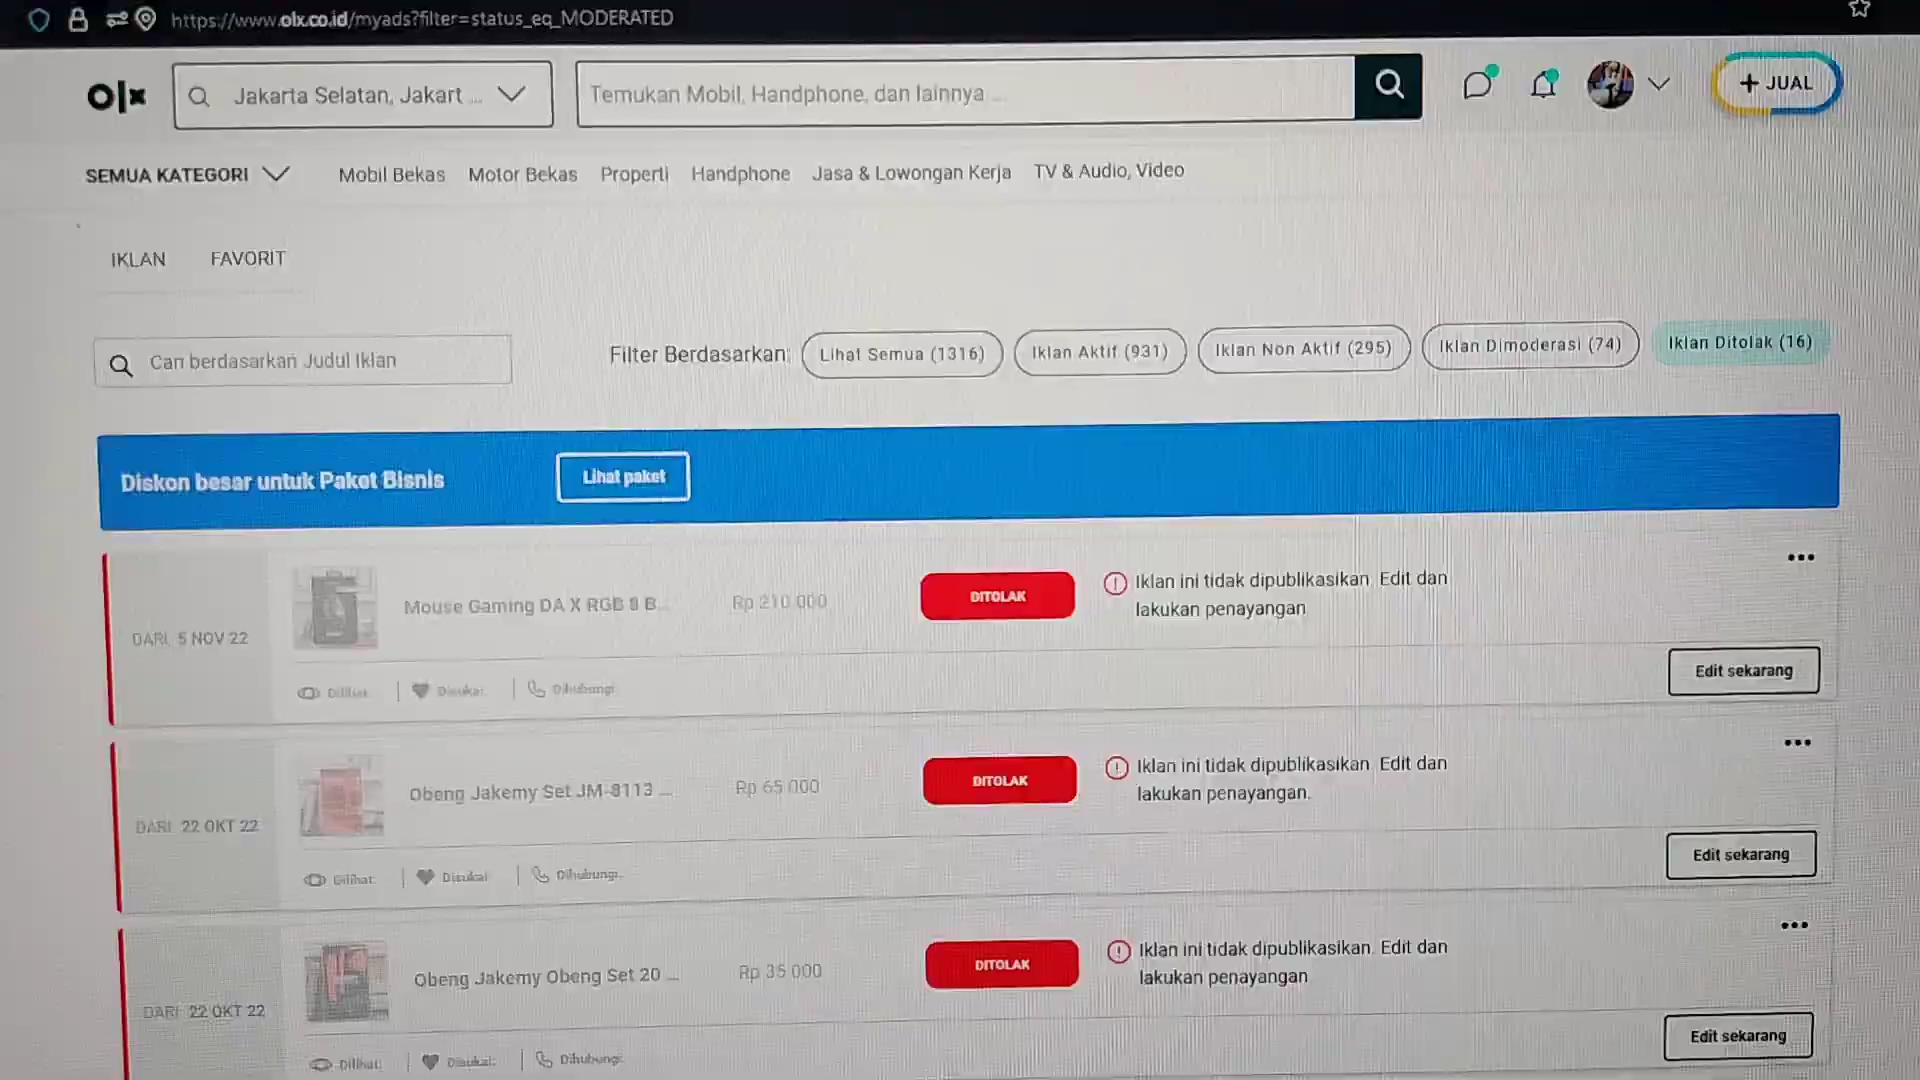 https://www.olx.co.id/myads?filter=status_eq_MODERATED
olx
Jakarta Selatan, Jakart ...
Temukan Mobil, Handphone, dan lainnya ...
+ JUAL
SEMUA KATEGORI
Mobil Bekas
Motor Bekas
Properti
Handphone
Jasa & Lowongan Kerja
TV & Audio, Video
IKLAN
FAVORIT
Cari berdasarkan Judul Iklan
Filter Berdasarkan:
Lihat Semua (1316)
Iklan Aktif (931)
Iklan Non Aktif (295)
Iklan Dimoderasi (74)
Iklan Ditolak (16)
Diskon besar untuk Paket Bisnis
Lihat paket
DARI: 5 NOV 22
Mouse Gaming DA X RGB 8 B...
Rp 210.000
DITOLAK
Iklan ini tidak dipublikasikan. Edit dan
lakukan penayangan.
Dilihat:
Disukai:
Dihubungi:
Edit sekarang
DARI: 22 OKT 22
Obeng Jakemy Set JM-8113 ...
Rp 65.000
DITOLAK
Iklan ini tidak dipublikasikan. Edit dan
lakukan penayangan.
Dilihat:
Disukai:
Dihubungi:
Edit sekarang
DARI: 22 OKT 22
Obeng Jakemy Obeng Set 20 ...
Rp 35.000
DITOLAK
Iklan ini tidak dipublikasikan. Edit dan
lakukan penayangan.
Dilihat:
Disukai:
Dihubungi:
Edit sekarang